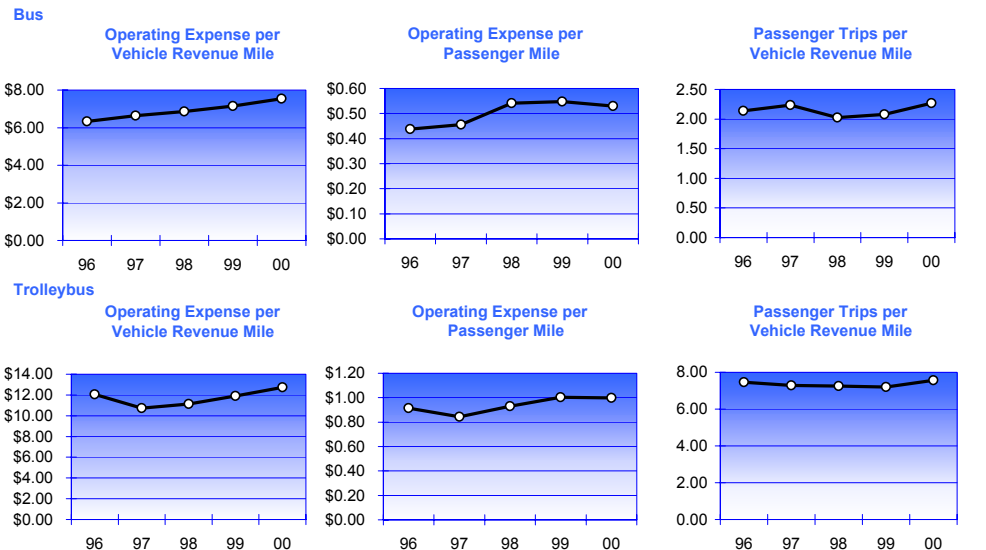 Bus
Operating Expense per
Vehicle Revenue Mile
Operating Expense per
Passenger Mile
Passenger Trips per
Vehicle Revenue Mile
$8.00
$6.00
$4.00
$2.00
$0.00
96 97 98 99 00
$0.60
$0.50
$0.40
$0.30
$0.20
$0.10
$0.00
96 97 98 99 00
2.50
2.00
1.50
1.00
0.50
0.00
96 97 98 99 00
Trolleybus
Operating Expense per
Vehicle Revenue Mile
Operating Expense per
Passenger Mile
Passenger Trips per
Vehicle Revenue Mile
$14.00
$12.00
$10.00
$8.00
$6.00
$4.00
$2.00
$0.00
96 97 98 99 00
$1.20
$1.00
$0.80
$0.60
$0.40
$0.20
$0.00
96 97 98 99 00
8.00
6.00
4.00
2.00
0.00
96 97 98 99 00